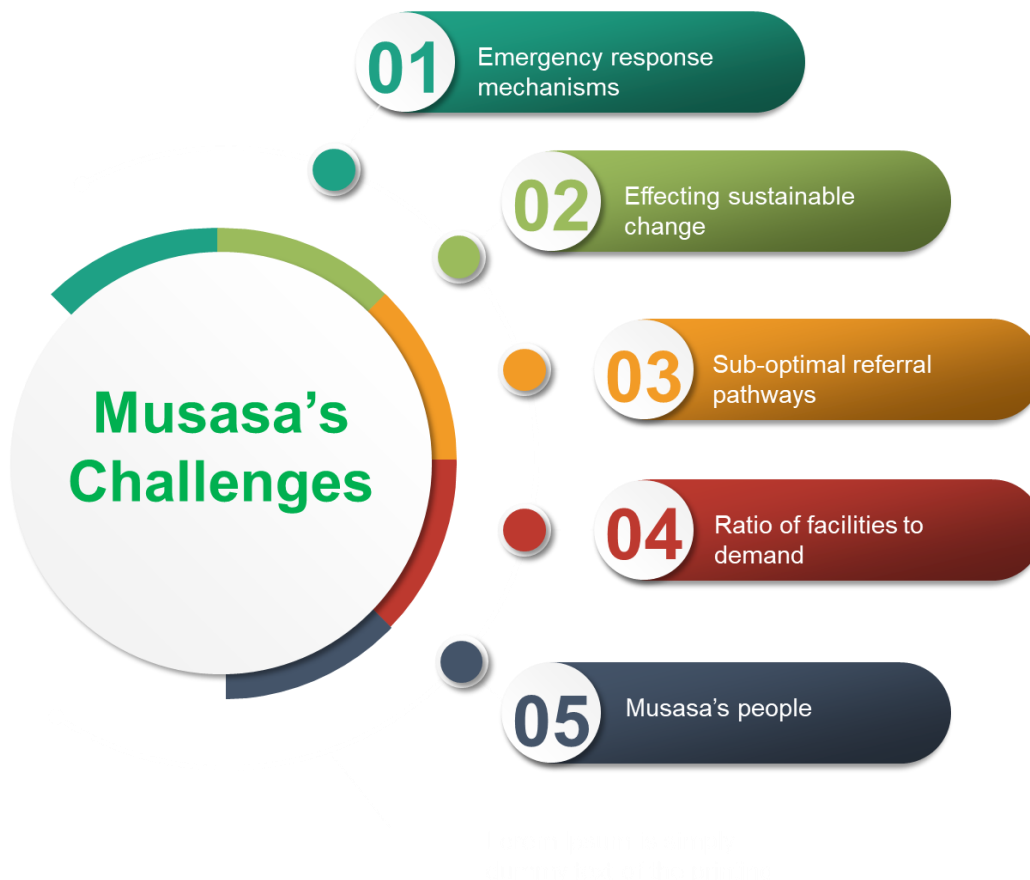 01
Emergency response
mechanisms
02
Effecting sustainable
change
03
Sub-optimal referral
pathways
Musasa’s
Challenges
04
Ratio of facilities to
demand
05
Musasa’s people